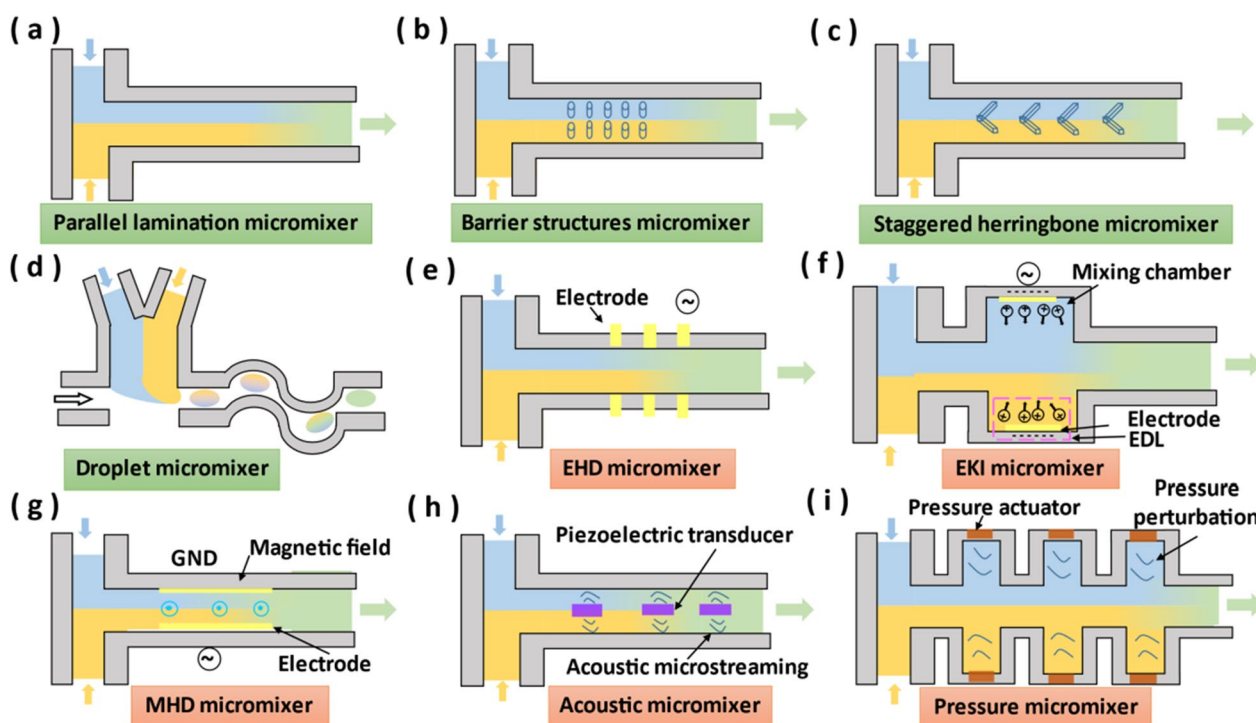 ( a )
Parallel lamination micromixer
( b )
Barrier structures micromixer
( c )
Staggered herringbone micromixer
( d )
Droplet micromixer
( e )
Electrode
~
EHD micromixer
( f )
~
Mixing chamber
Electrode
EDL
EKI micromixer
( g )
GND
Magnetic field
Electrode
~
MHD micromixer
( h )
Piezoelectric transducer
Acoustic microstreaming
Acoustic micromixer
( i )
Pressure actuator
Pressure
perturbation
Pressure micromixer